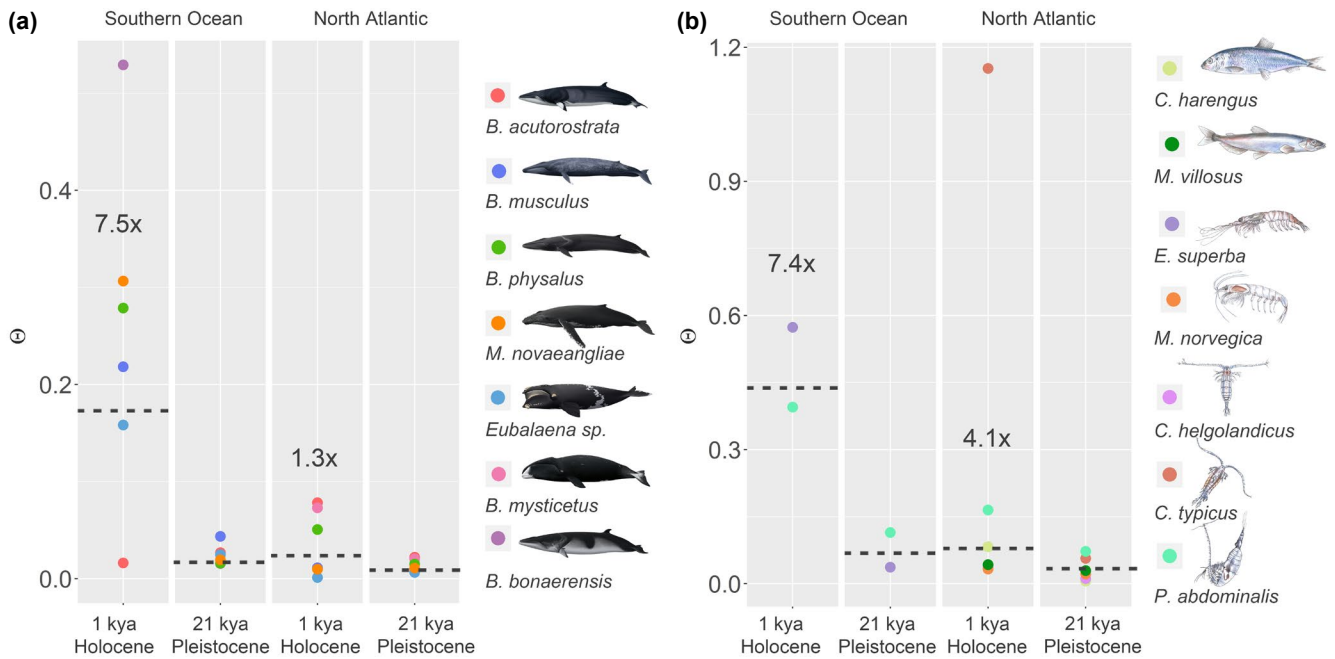 (a)
Southern Ocean
North Atlantic
Θ
0.4
0.2
0.0
7.5x
1.3x
1 kya
Holocene
21 kya
Pleistocene
1 kya
Holocene
21 kya
Pleistocene
B. acutorostrata
B. musculus
B. physalus
M. novaeangliae
Eubalaena sp.
B. mysticetus
B. bonaerensis
(b)
Southern Ocean
North Atlantic
Θ
1.2
0.9
0.6
0.3
0.0
7.4x
4.1x
1 kya
Holocene
21 kya
Pleistocene
1 kya
Holocene
21 kya
Pleistocene
C. harengus
M. villosus
E. superba
M. norvegica
C. helgolandicus
C. typicus
P. abdominalis